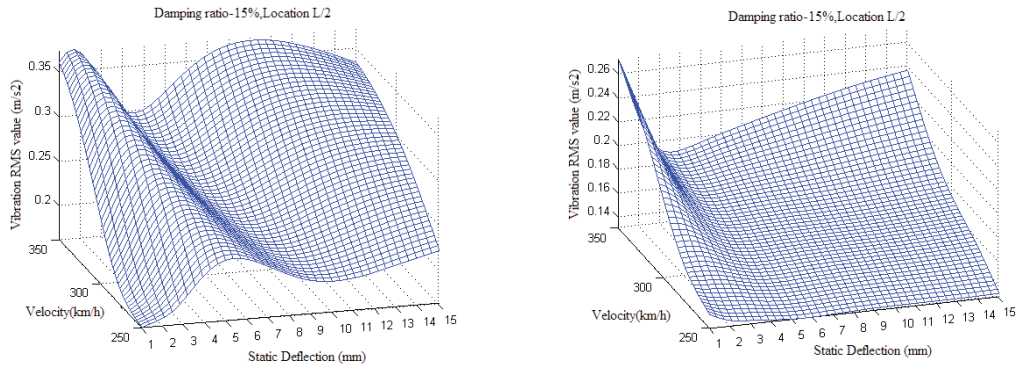 Damping ratio-15%,Location L/2
Vibration RMS value (m/s2)
0.35
0.3
0.25
0.2
350
300
250
Velocity(km/h)
1 2 3 4 5 6 7 8 9 10 11 12 13 14 15
Static Deflection (mm)
Damping ratio-15%,Location L/2
Vibration RMS value (m/s2)
0.26
0.24
0.22
0.2
0.18
0.16
0.14
350
300
250
Velocity(km/h)
1 2 3 4 5 6 7 8 9 10 11 12 13 14 15
Static Deflection (mm)